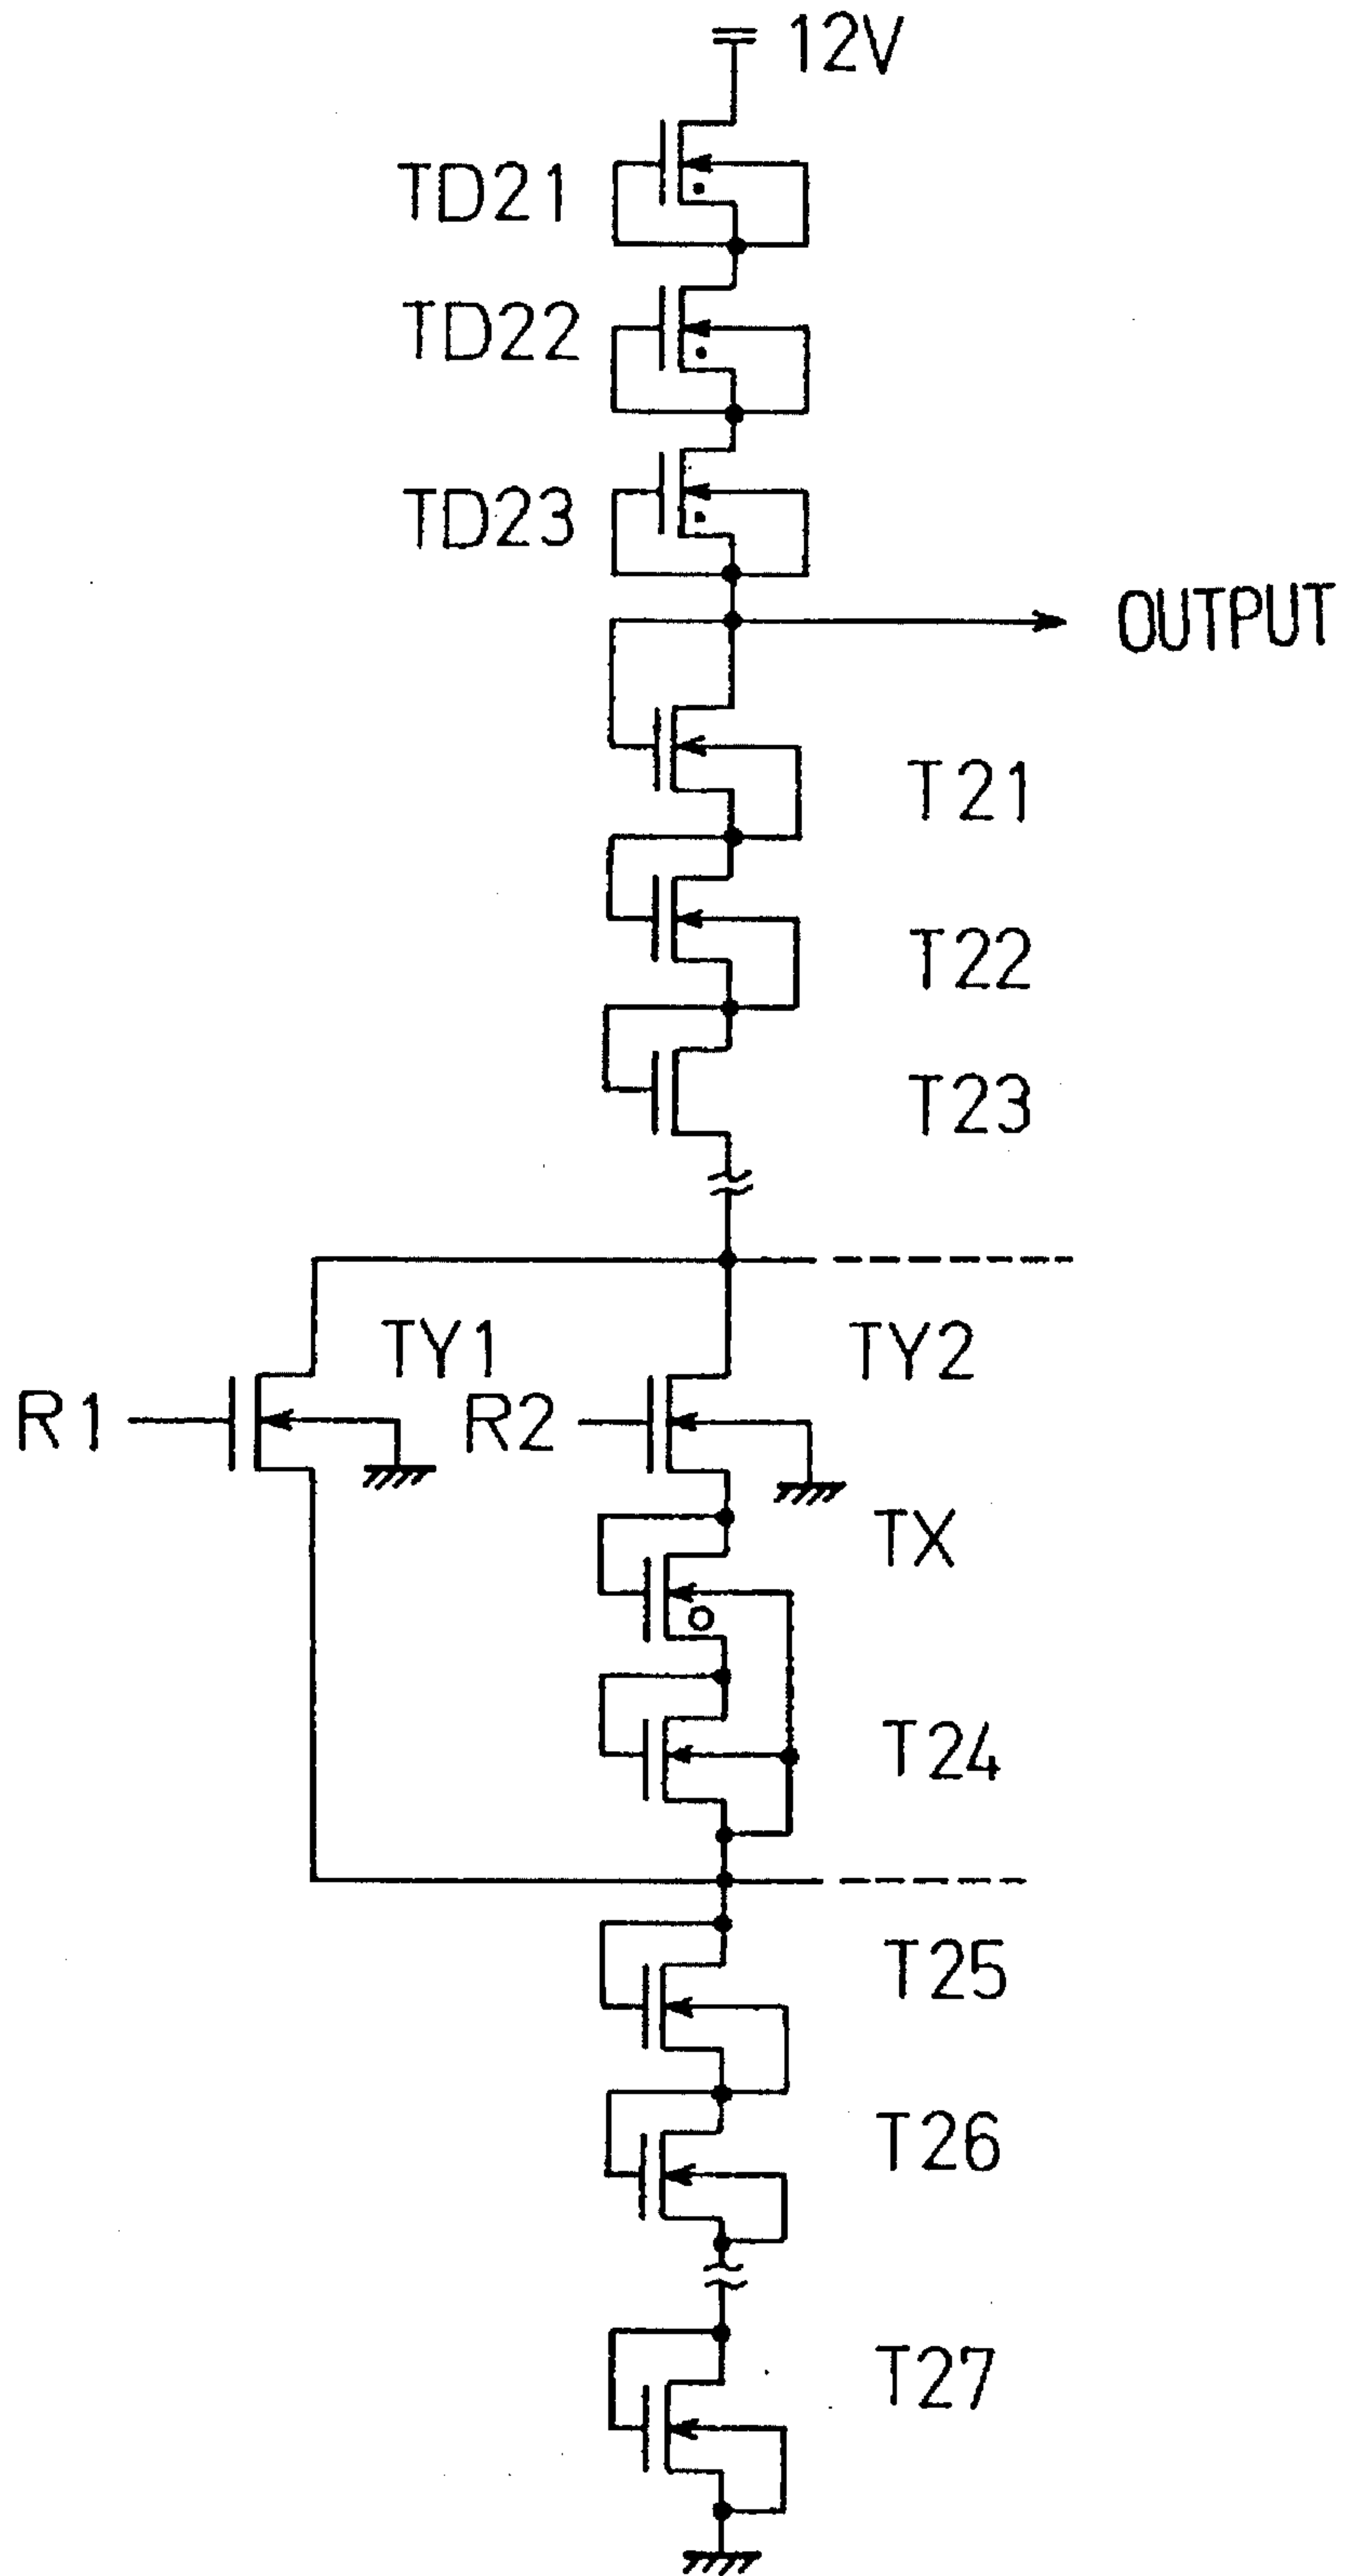 12V
TD21
TD22
TD23
OUTPUT
T21
T22
T23
TY1
TY2
R1
R2
TX
T24
T25
T26
T27